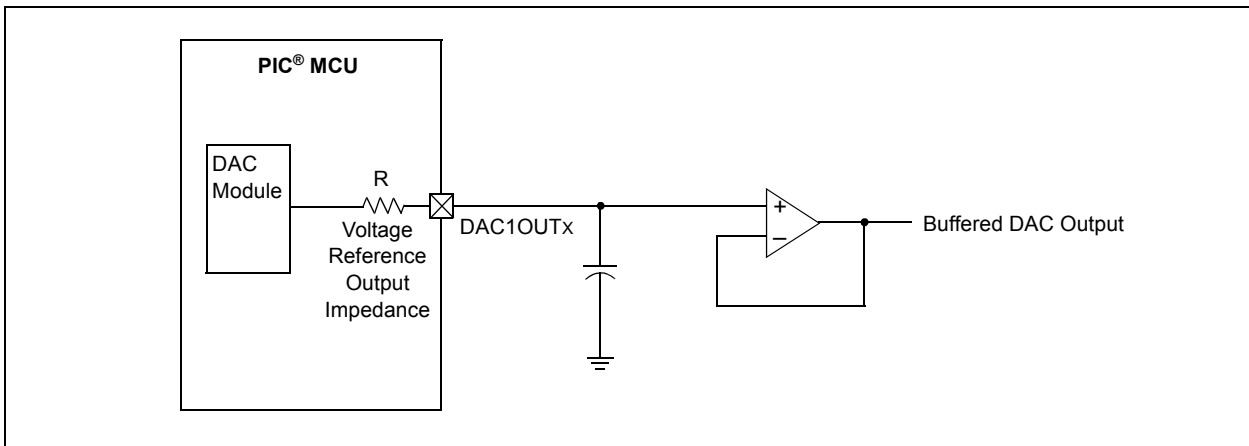 PIC® MCU
DAC
Module
R
Voltage
Reference
Output
Impedance
DAC1OUTX
+
–
Buffered DAC Output